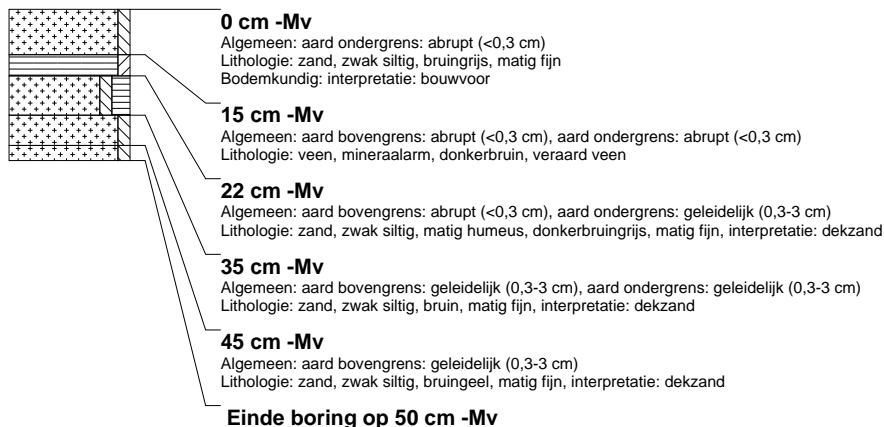 0 cm -Mv
Algemeen: aard ondergrens: abrupt (<0,3 cm)
Lithologie: zand, zwak siltig, bruingrijs, matig fijn
Bodemkundig: interpretatie: bouwvoor
15 cm -Mv
Algemeen: aard bovengrens: abrupt (<0,3 cm), aard ondergrens: abrupt (<0,3 cm)
Lithologie: veen, mineraalarm, donkerbruin, veraard veen
22 cm -Mv
Algemeen: aard bovengrens: abrupt (<0,3 cm), aard ondergrens: geleidelijk (0,3-3 cm)
Lithologie: zand, zwak siltig, matig humeus, donkerbruingrijs, matig fijn, interpretatie: dekzand
35 cm -Mv
Algemeen: aard bovengrens: geleidelijk (0,3-3 cm), aard ondergrens: geleidelijk (0,3-3 cm)
Lithologie: zand, zwak siltig, bruin, matig fijn, interpretatie: dekzand
45 cm -Mv
Algemeen: aard bovengrens: geleidelijk (0,3-3 cm)
Lithologie: zand, zwak siltig, bruingeel, matig fijn, interpretatie: dekzand
Einde boring op 50 cm -Mv